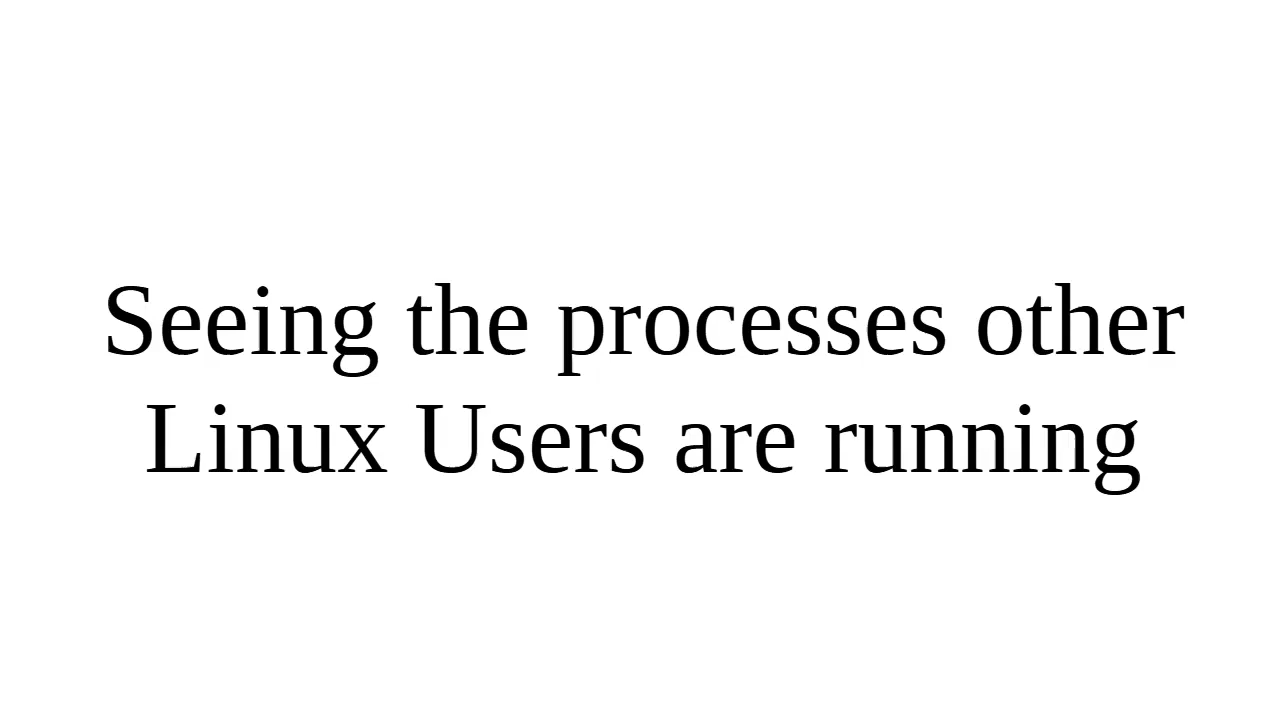 Seeing the processes other
Linux Users are running